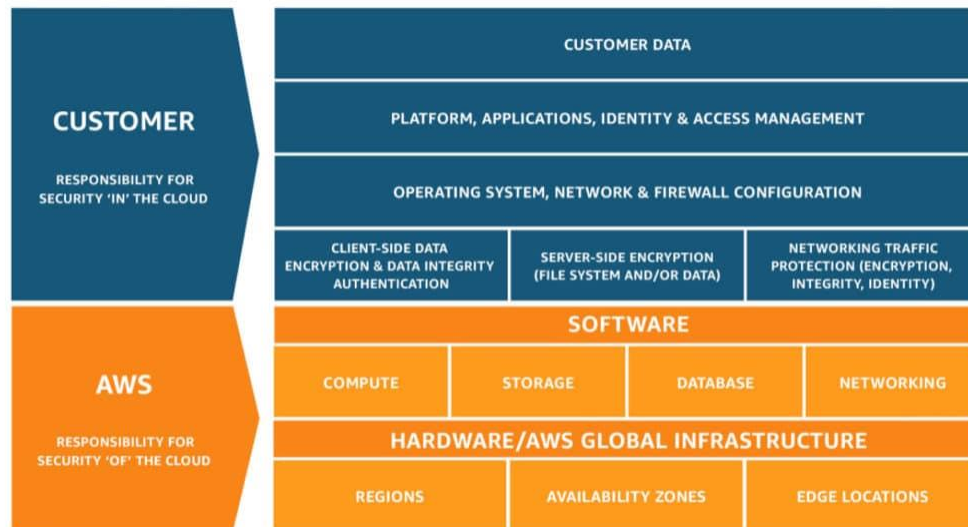 CUSTOMER
RESPONSIBILITY FOR
SECURITY ‘IN’ THE CLOUD
CUSTOMER DATA
PLATFORM, APPLICATIONS, IDENTITY & ACCESS MANAGEMENT
OPERATING SYSTEM, NETWORK & FIREWALL CONFIGURATION
CLIENT-SIDE DATA
ENCRYPTION & DATA INTEGRITY
AUTHENTICATION
SERVER-SIDE ENCRYPTION
(FILE SYSTEM AND/OR DATA)
NETWORKING TRAFFIC
PROTECTION (ENCRYPTION,
INTEGRITY, IDENTITY)
AWS
RESPONSIBILITY FOR
SECURITY ‘OF’ THE CLOUD
SOFTWARE
COMPUTE
STORAGE
DATABASE
NETWORKING
HARDWARE/AWS GLOBAL INFRASTRUCTURE
REGIONS
AVAILABILITY ZONES
EDGE LOCATIONS